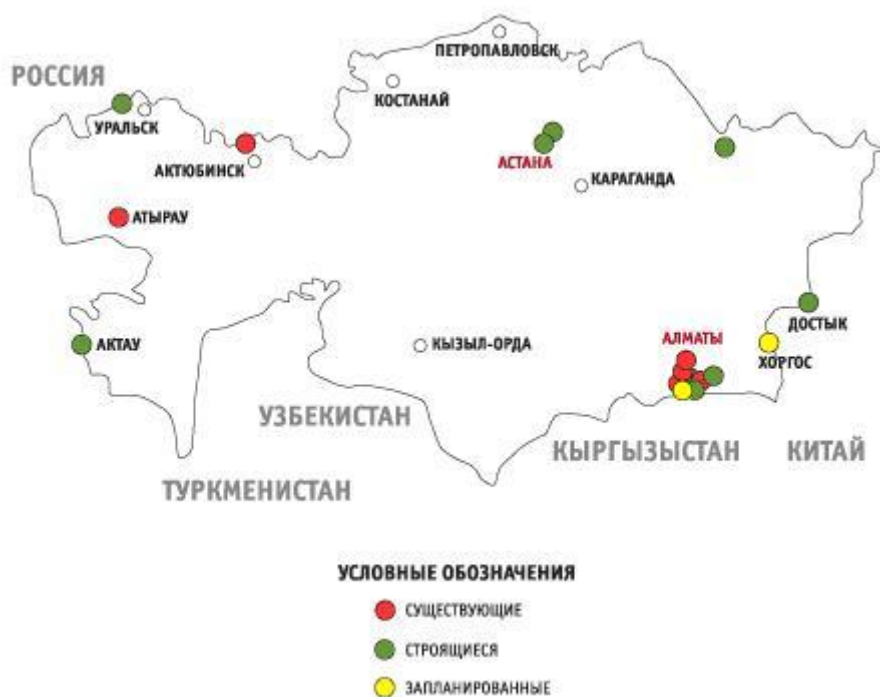 ПЕТРОПАВЛОВСК
РОССИЯ
КОСТАНАЙ
УРАЛЬСК
АКТЮБИНСК
АСТАНА
КАРАГАНДА
АТЫРАУ
ДОСТЫК
АКТАУ
КЫЗЫЛ-ОРДА
АЛМАТЫ
ХОРГОС
УЗБЕКИСТАН
КЫРГЫЗЫСТАН
КИТАЙ
ТУРКМЕНИСТАН
УСЛОВНЫЕ ОБОЗНАЧЕНИЯ
СУЩЕСТВУЮЩИЕ
СТРОЯЩИЕСЯ
ЗАПЛАНИРОВАННЫЕ